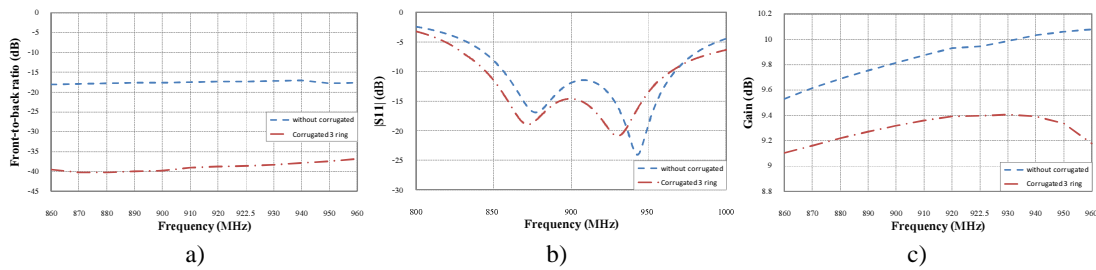 Front-to-back ratio (dB)
0
-5
-10
-15
-20
-25
-30
-35
-40
-45
without corrugated
Corrugated 3 ring
860 870 880 890 900 910 920 922.5 930 940 950 960
Frequency (MHz)
a)
|S11| (dB)
0
-5
-10
-15
-20
-25
-30
without corrugated
Corrugated 3 ring
800 850 900 950 1000
Frequency (MHz)
b)
Gain (dB)
10.2
10
9.8
9.6
9.4
9.2
9
8.8
without corrugated
Corrugated 3 ring
860 870 880 890 900 910 920 922.5 930 940 950 960
Frequency (MHz)
c)